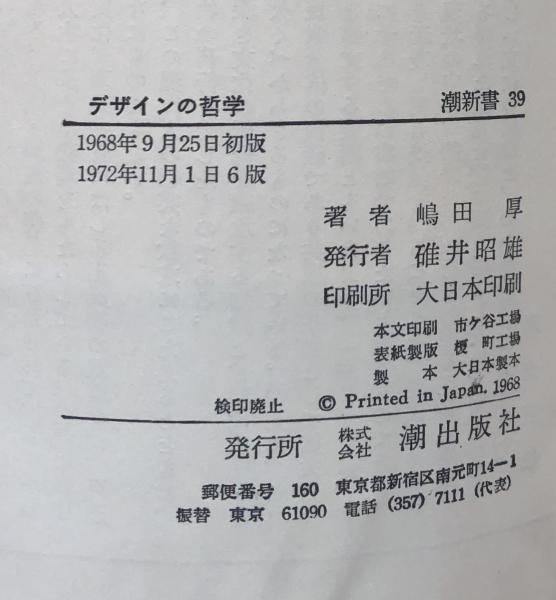 デザインの哲学 潮新書 39
1968年9月25日初版
1972年11月1日6版
著者 嶋田 厚
発行者 碓井昭雄
印刷所 大日本印刷
本文印刷 市ケ谷工場
表紙製版 榎町工場
製本 大日本製本
検印廃止 © Printed in Japan. 1968
発行所 株式会社 潮出版社
郵便番号 160 東京都新宿区南元町14−1
振替 東京 61090 電話 (357) 7111 (代表)